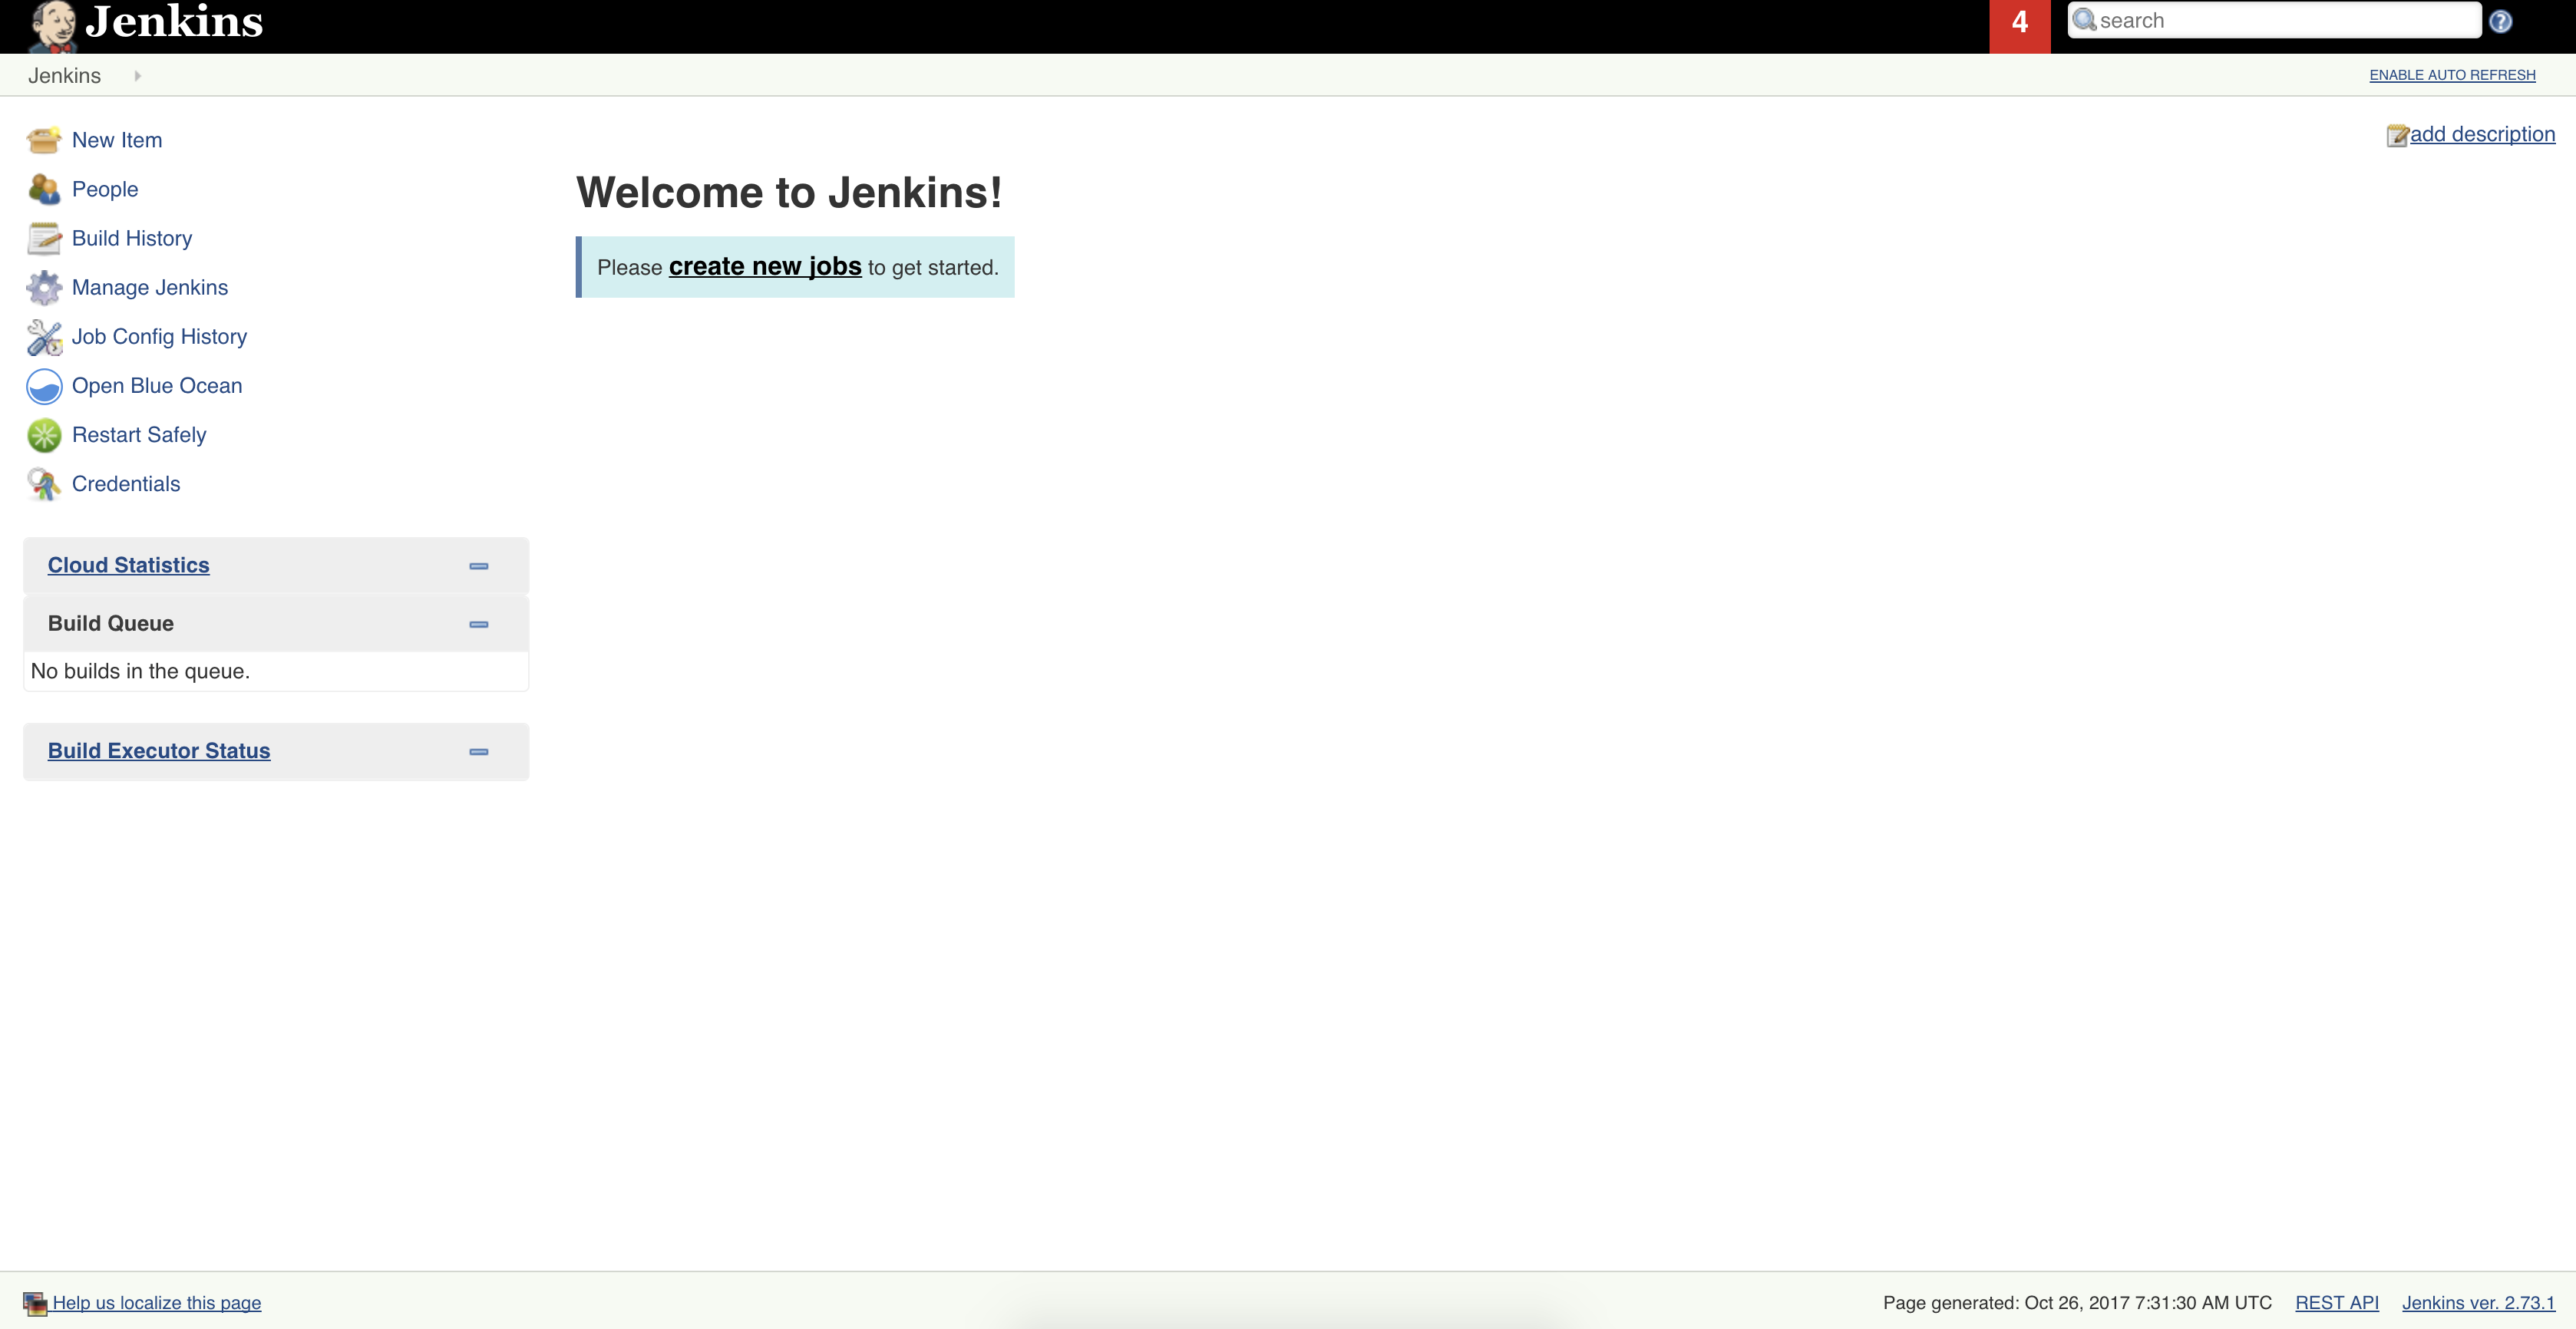 Jenkins
4
search
Jenkins
ENABLE AUTO REFRESH
New Item
People
Build History
Manage Jenkins
Job Config History
Open Blue Ocean
Restart Safely
Credentials
Cloud Statistics
Build Queue
No builds in the queue.
Build Executor Status
add description
Welcome to Jenkins!
Please create new jobs to get started.
Help us localize this page
Page generated: Oct 26, 2017 7:31:30 AM UTC REST API Jenkins ver. 2.73.1